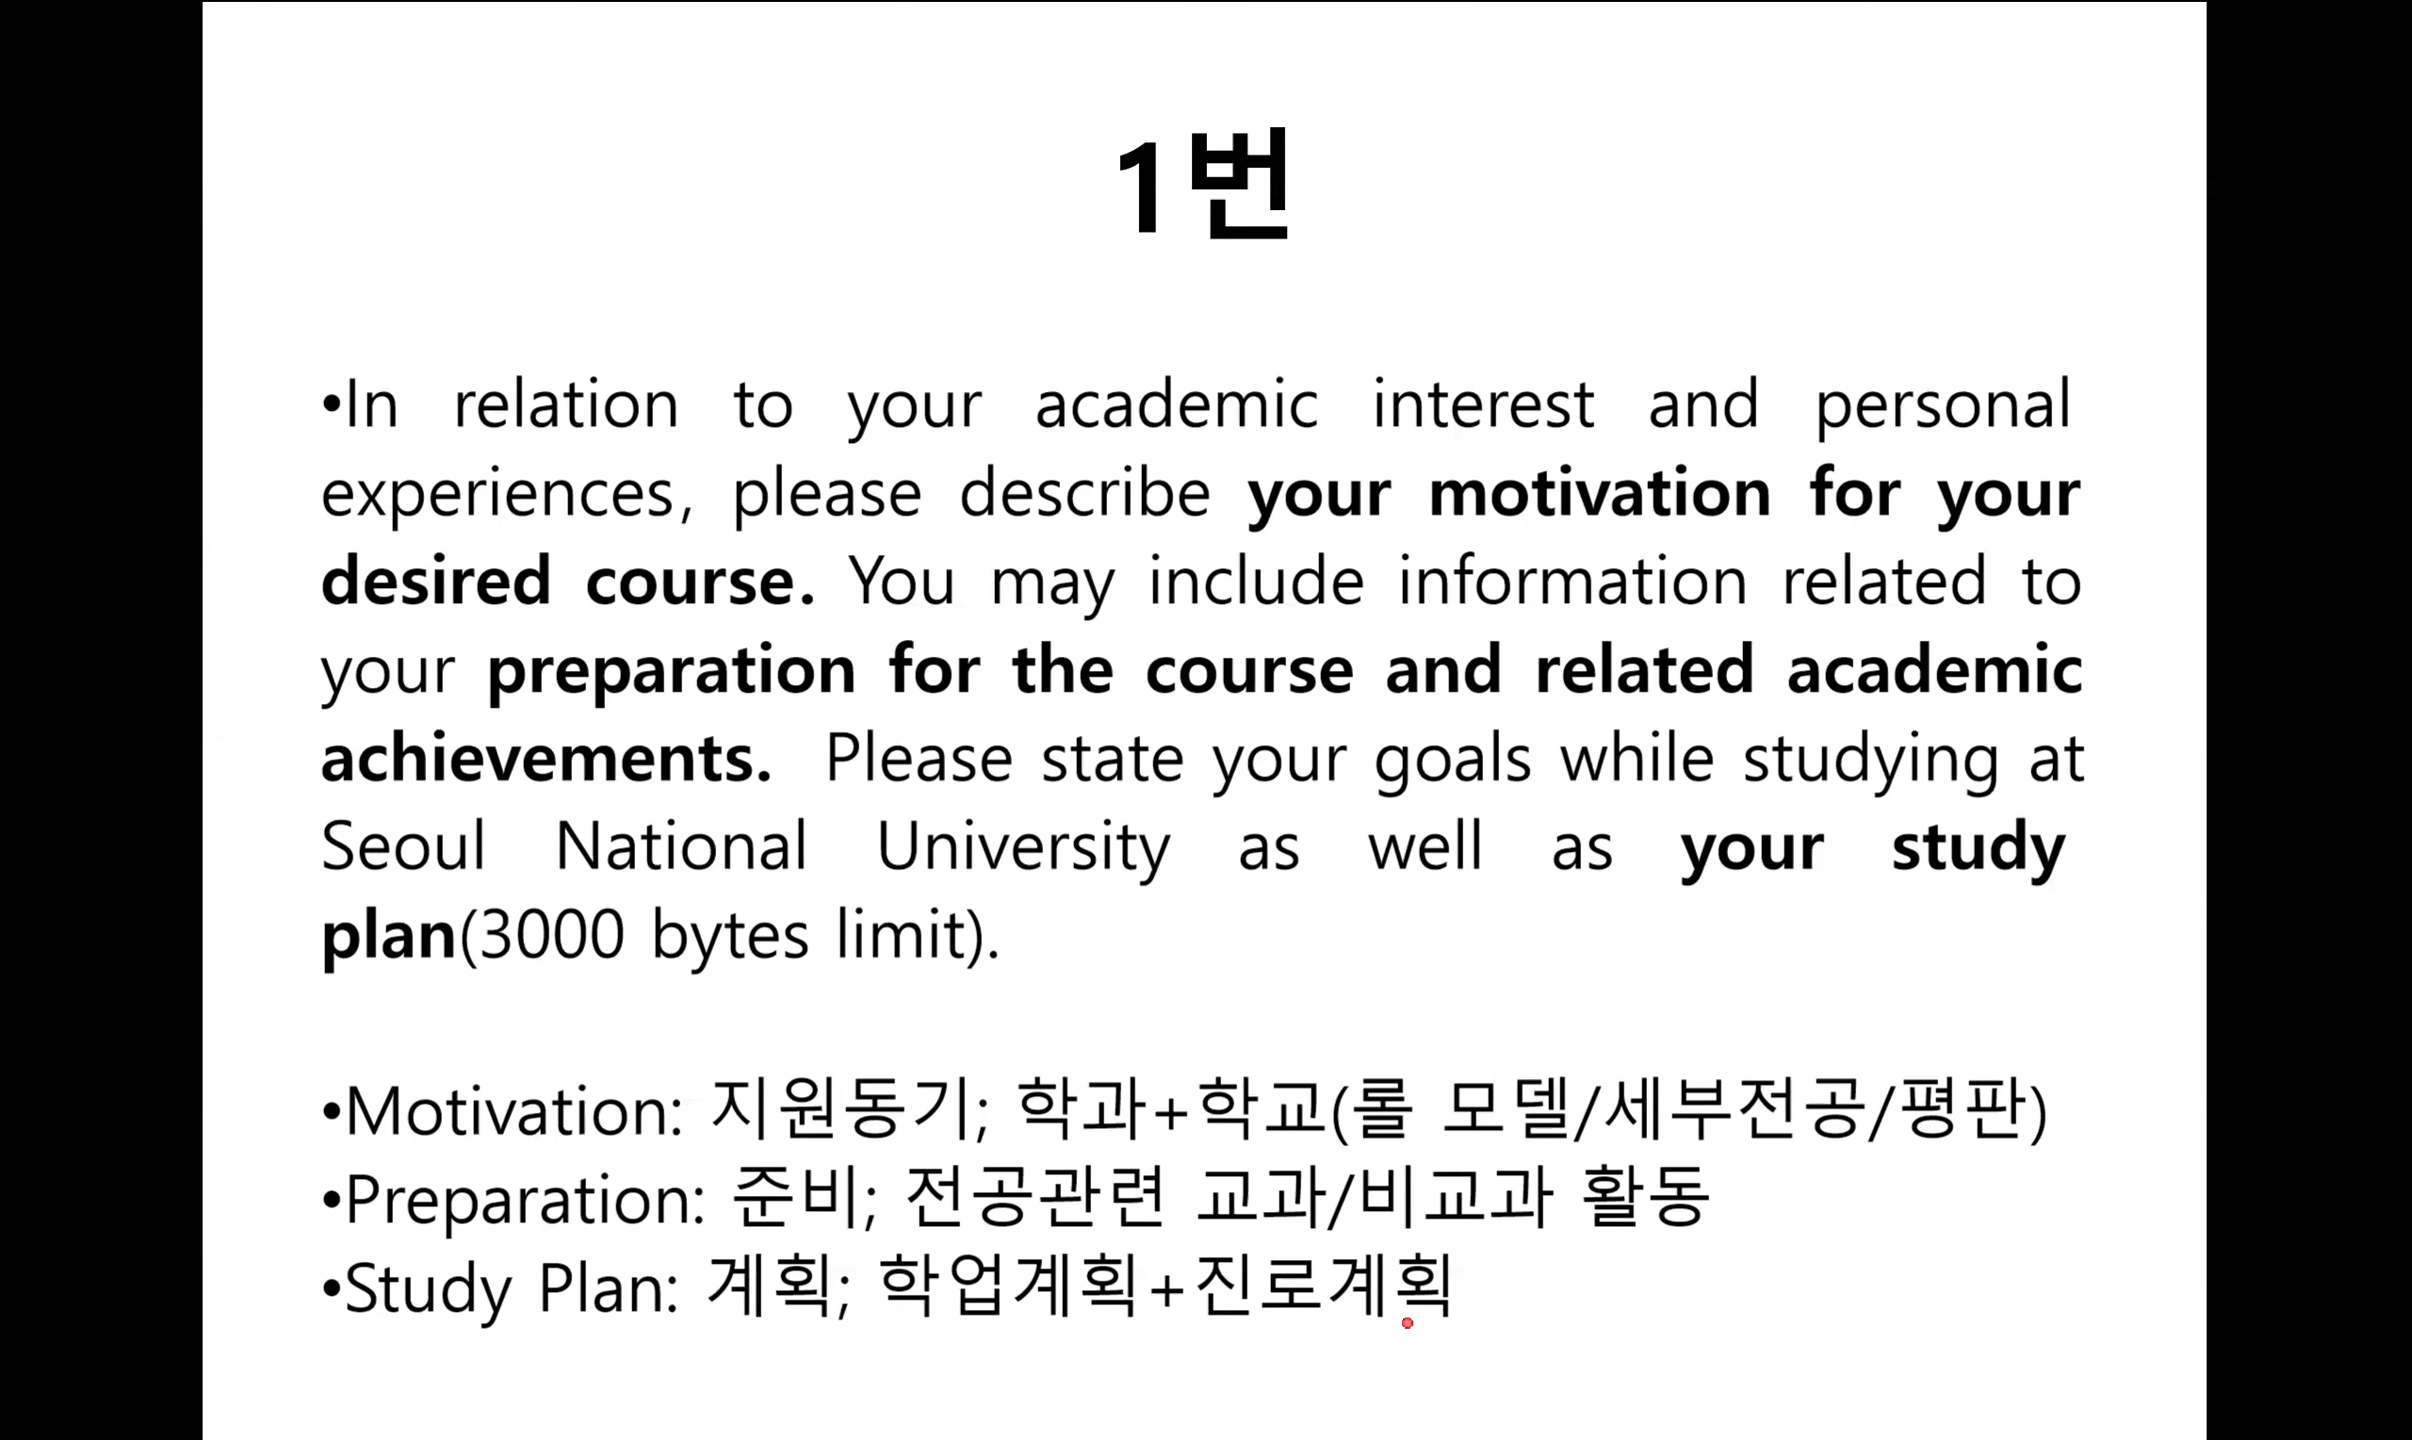 1번
•In relation to your academic interest and personal
experiences, please describe your motivation for your
desired course. You may include information related to
your preparation for the course and related academic
achievements. Please state your goals while studying at
Seoul National University as well as your study
plan(3000 bytes limit).
•Motivation: 지원동기; 학과+학교(롤 모델/세부전공/평판)
•Preparation: 준비; 전공관련 교과/비교과 활동
•Study Plan: 계획; 학업계획+진로계획